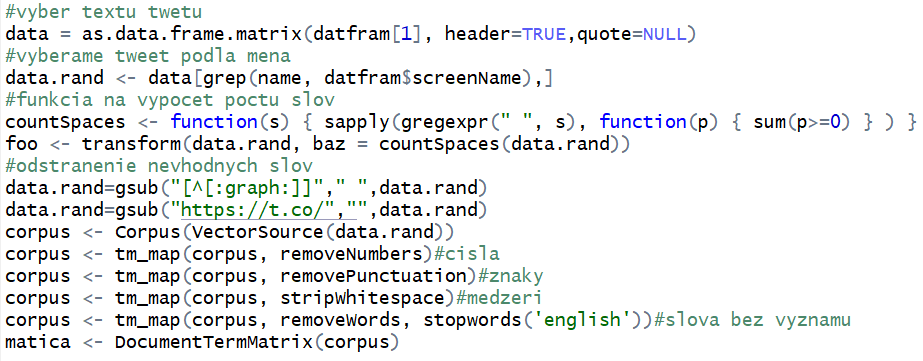 #vyber textu twetu
data = as.data.frame.matrix(datfram[1], header=TRUE,quote=NULL)
#vyberame tweet podla mena
data.rand <- data[grep(name, datfram$screenName),]
#funkcia na vypocet poctu slov
countSpaces <- function(s) { sapply(gregexpr(" ", s), function(p) { sum(p>=0) } ) }
foo <- transform(data.rand, baz = countSpaces(data.rand))
#odstranenie nevhodnych slov
data.rand=gsub("[^[:graph:]]"," ",data.rand)
data.rand=gsub("https://t.co/","",data.rand)
corpus <- Corpus(VectorSource(data.rand))
corpus <- tm_map(corpus, removeNumbers)#cisla
corpus <- tm_map(corpus, removePunctuation)#znaky
corpus <- tm_map(corpus, stripWhitespace)#medzeri
corpus <- tm_map(corpus, removeWords, stopwords('english'))#slova bez vyznamu
matica <- DocumentTermMatrix(corpus)